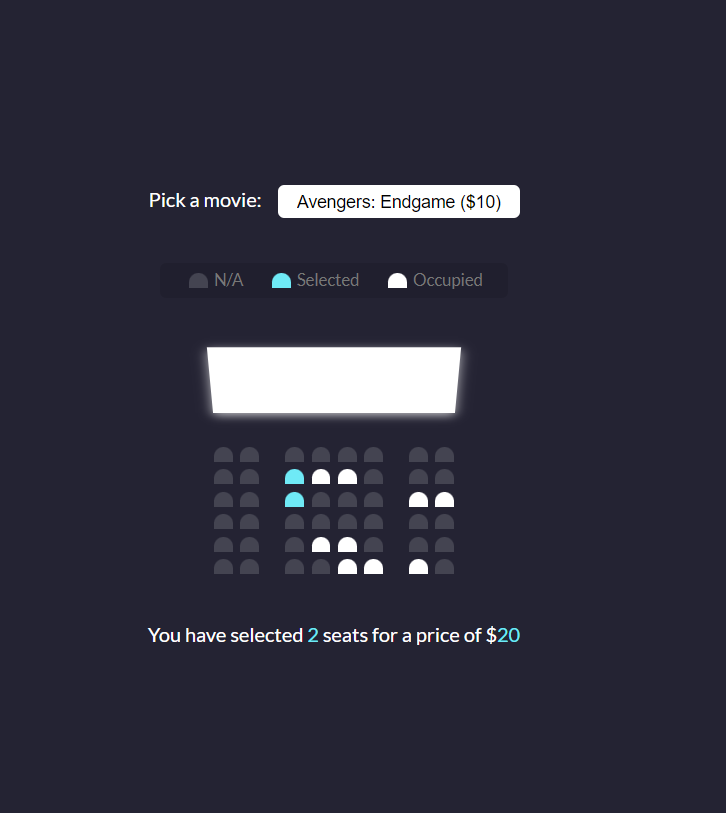 Pick a movie: Avengers: Endgame ($10)
N/A Selected Occupied
You have selected 2 seats for a price of $20